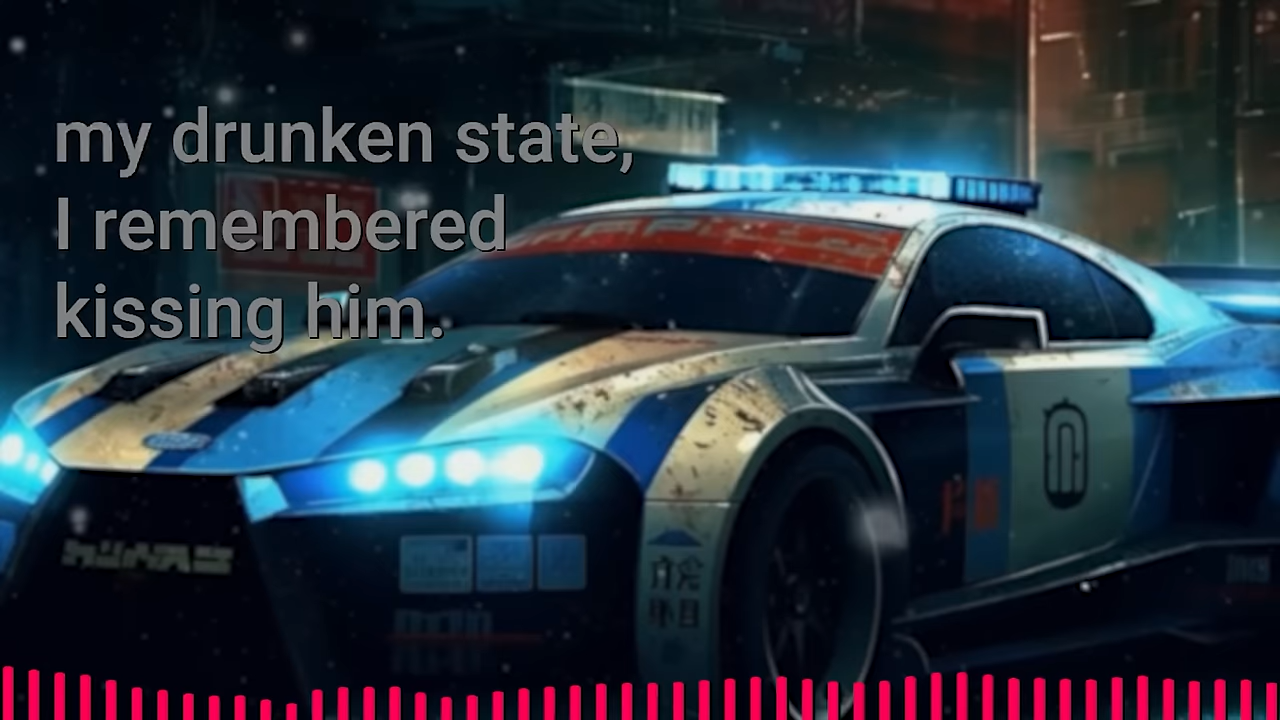 my drunken state,
I remembered
kissing him.